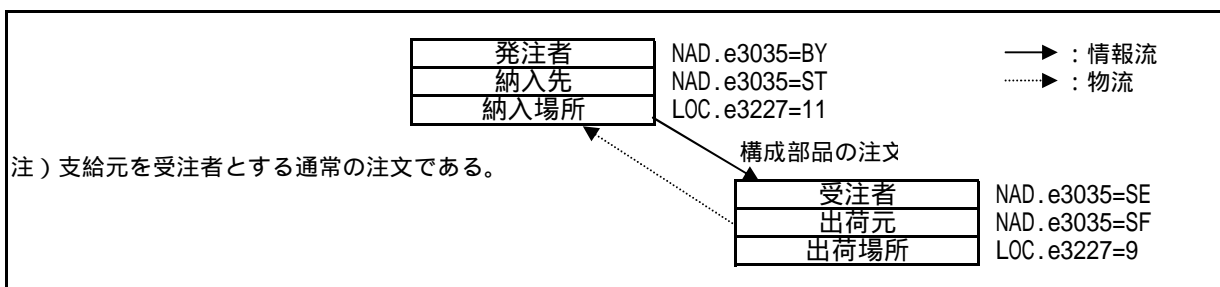 発注者 NAD.e3035=BY
納入先 NAD.e3035=ST
納入場所 LOC.e3227=11
：情報流
：物流
注）支給元を受注者とする通常の注文である。
構成部品の注文
受注者 NAD.e3035=SE
出荷元 NAD.e3035=SF
出荷場所 LOC.e3227=9